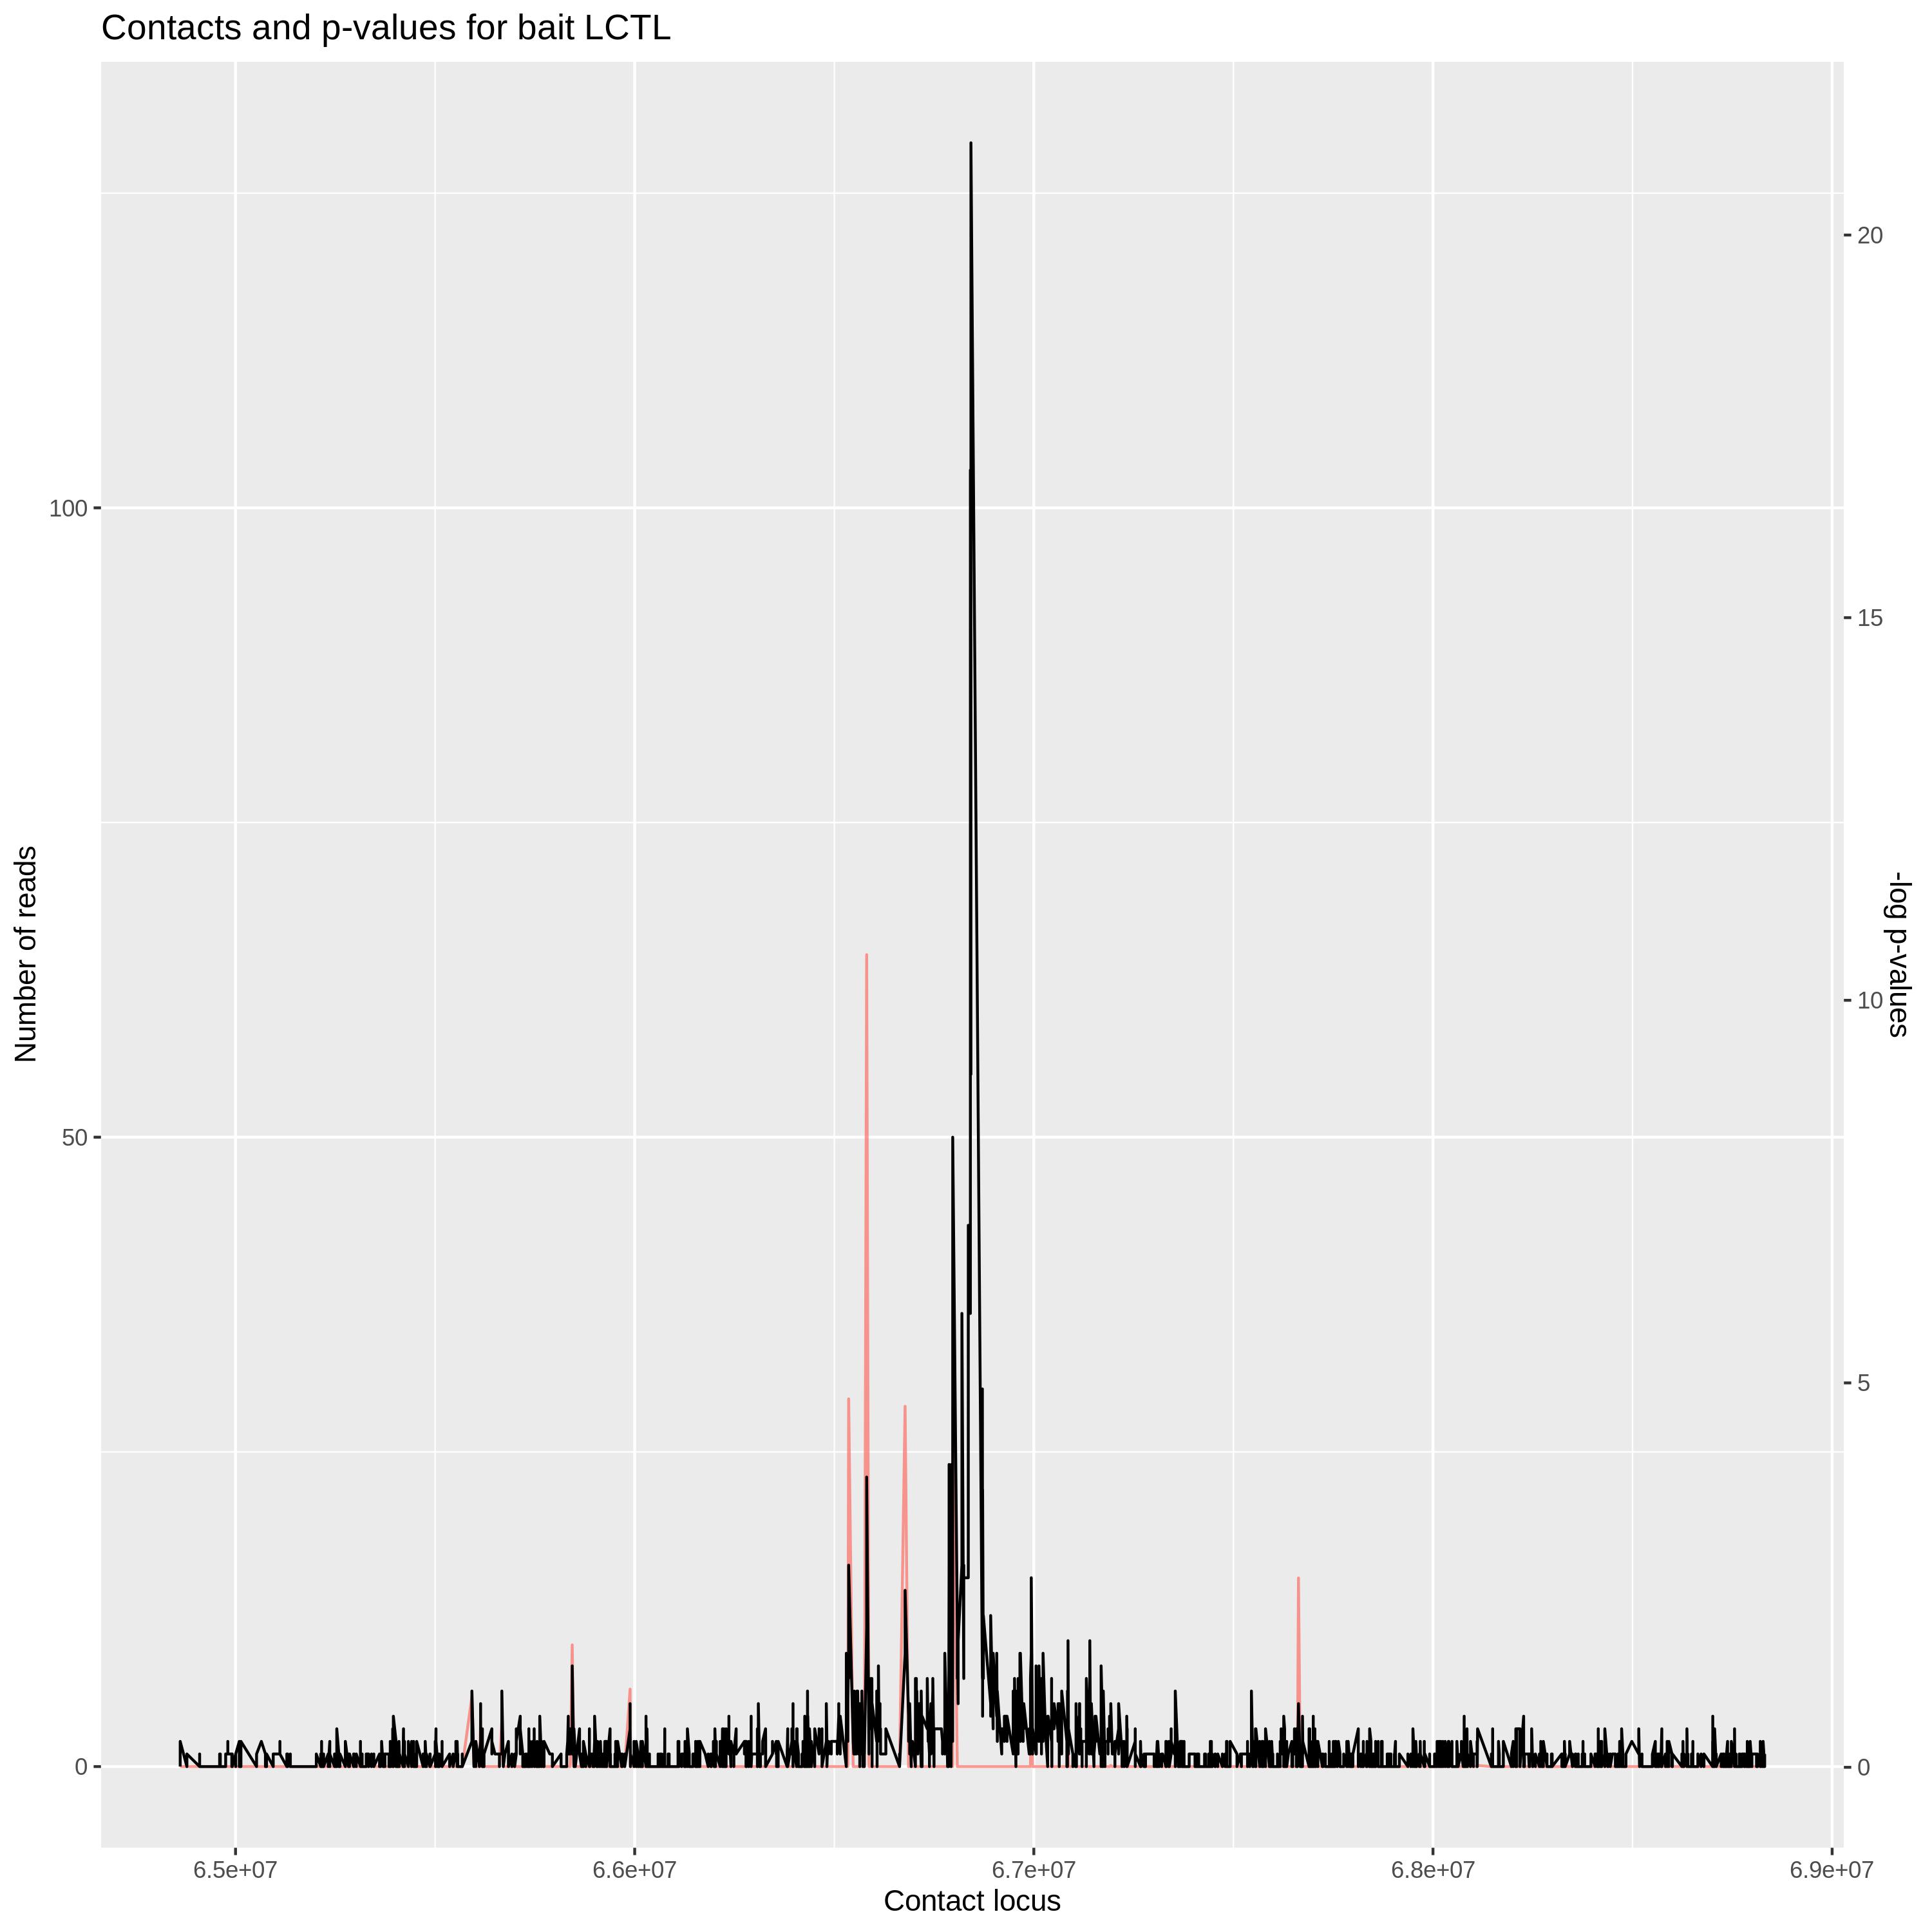 Contacts and p-values for bait LCTL
Number of reads
100
50
0
20
15
10
5
0
-log p-values
6.5e+07
6.6e+07
6.7e+07
6.8e+07
6.9e+07
Contact locus